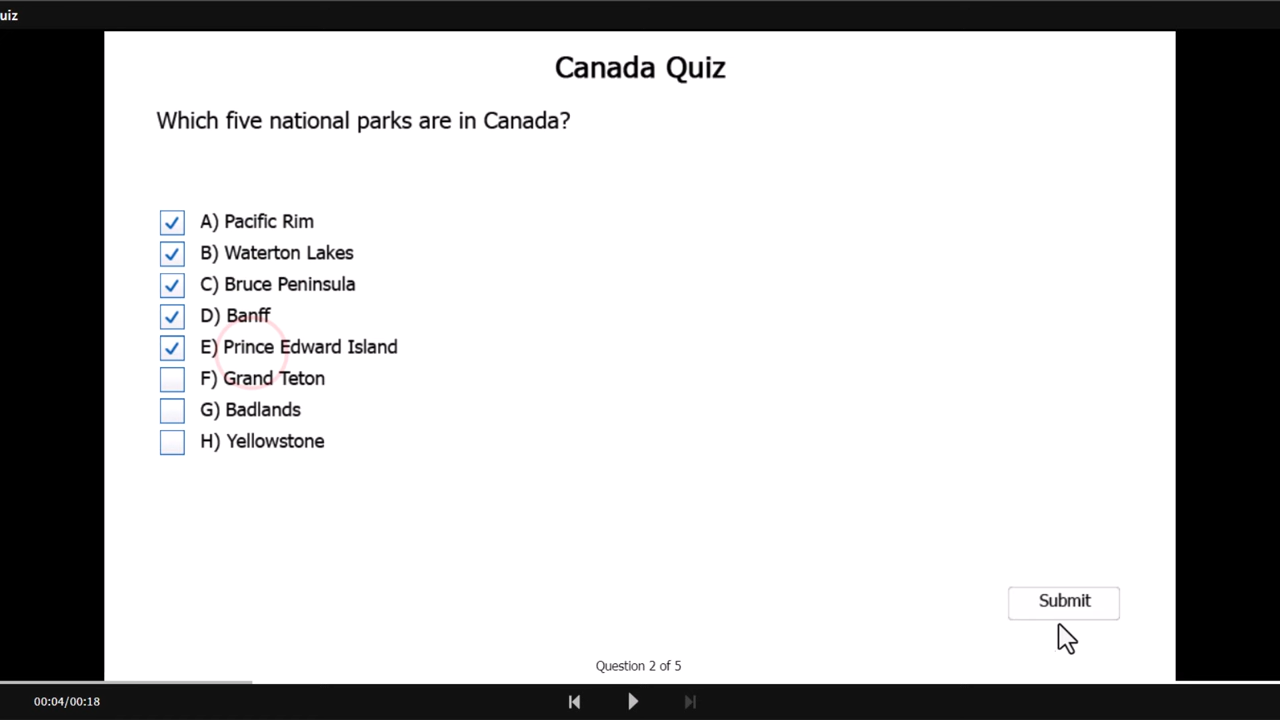 uiz
Canada Quiz
Which five national parks are in Canada?
A) Pacific Rim
B) Waterton Lakes
C) Bruce Peninsula
D) Banff
E) Prince Edward Island
F) Grand Teton
G) Badlands
H) Yellowstone
Submit
Question 2 of 5
00:04/00:18